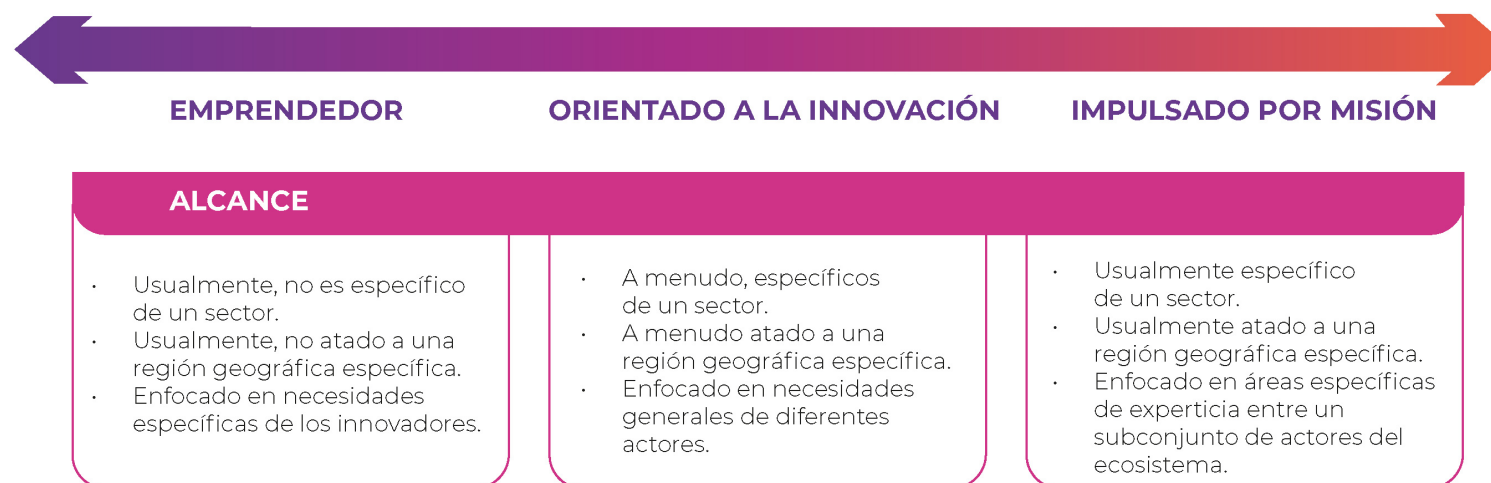 EMPRENDEDOR
ORIENTADO A LA INNOVACIÓN
IMPULSADO POR MISIÓN
ALCANCE
· Usualmente, no es específico
de un sector.
· Usualmente, no atado a una
región geográfica específica.
· Enfocado en necesidades
específicas de los innovadores.
· A menudo, específicos
de un sector.
· A menudo atado a una
región geográfica específica.
· Enfocado en necesidades
generales de diferentes
actores.
· Usualmente específico
de un sector.
· Usualmente atado a una
región geográfica específica.
· Enfocado en áreas específicas
de experticia entre un
subconjunto de actores del
ecosistema.